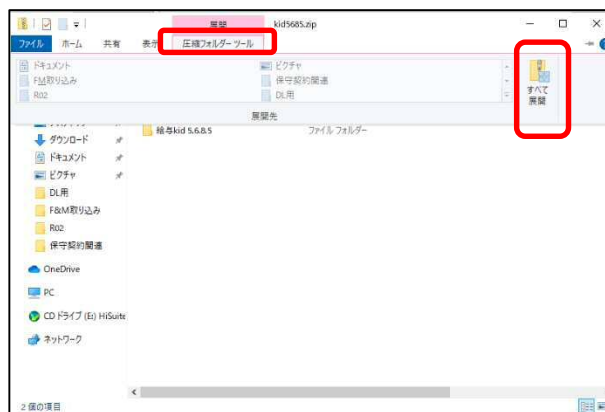 展開
kid5685.zip
ファイル ホーム 共有 表示 圧縮フォルダー ツール
ドキュメント
ピクチャ
FM取り込み
保守契約関連
R02
DL用
展開先
すべて
展開
給与kid 5.6.8.5
ファイル フォルダー
ダウンロード
ドキュメント
ピクチャ
DL用
F&M取り込み
R02
保守契約関連
OneDrive
PC
CD ドライブ (E:) HiSuite
ネットワーク
2 個の項目